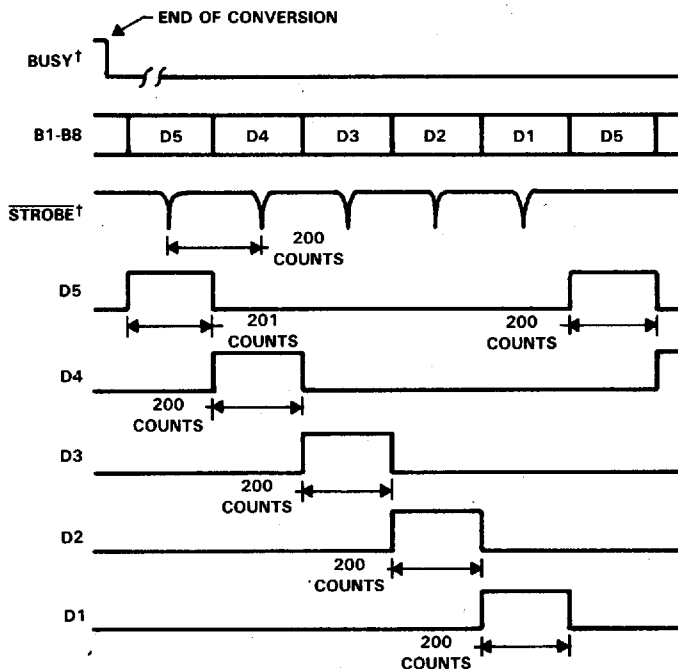 END OF CONVERSION
BUSY†
B1-B8 D5 D4 D3 D2 D1 D5
STROBE†
200
COUNTS
D5
201
COUNTS
200
COUNTS
D4
200
COUNTS
D3
200
COUNTS
D2
200
COUNTS
D1
200
COUNTS